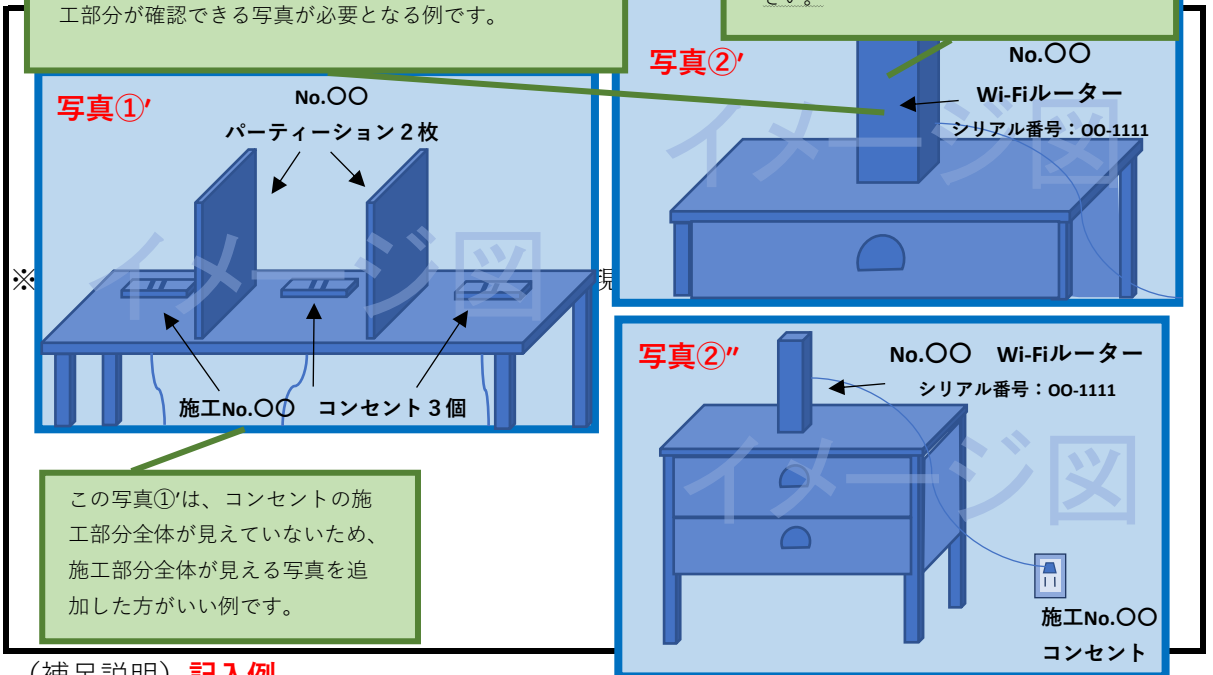 工部分が確認できる写真が必要となる例です。
さい。
写真①′
No.〇〇
パーティーション２枚
イメージ図
施工No.〇〇 コンセント３個
写真②′
No.〇〇
Wi-Fiルーター
シリアル番号：OO-1111
イメージ図
※
現
写真②″
No.〇〇 Wi-Fiルーター
シリアル番号：OO-1111
イメージ図
施工No.〇〇
コンセント
この写真①′は、コンセントの施
工部分全体が見えていないため、
施工部分全体が見える写真を追
加した方がいい例です。
（補足説明）記入例